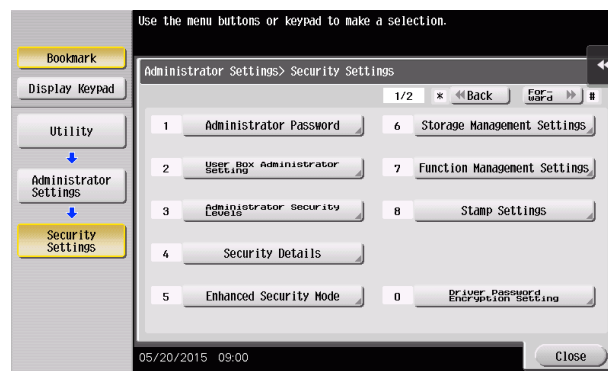 Use the menu buttons or keypad to make a selection.
Bookmark
Display Keypad
Utility
Administrator
Settings
Security
Settings
Administrator Settings> Security Settings
1/2 * Back For-
ward #
1 Administrator Password
2 User Box Administrator
Setting
3 Administrator Security
Levels
4 Security Details
5 Enhanced Security Mode
6 Storage Management Settings
7 Function Management Settings
8 Stamp Settings
0 Driver Password
Encryption Setting
05/20/2015 09:00
Close